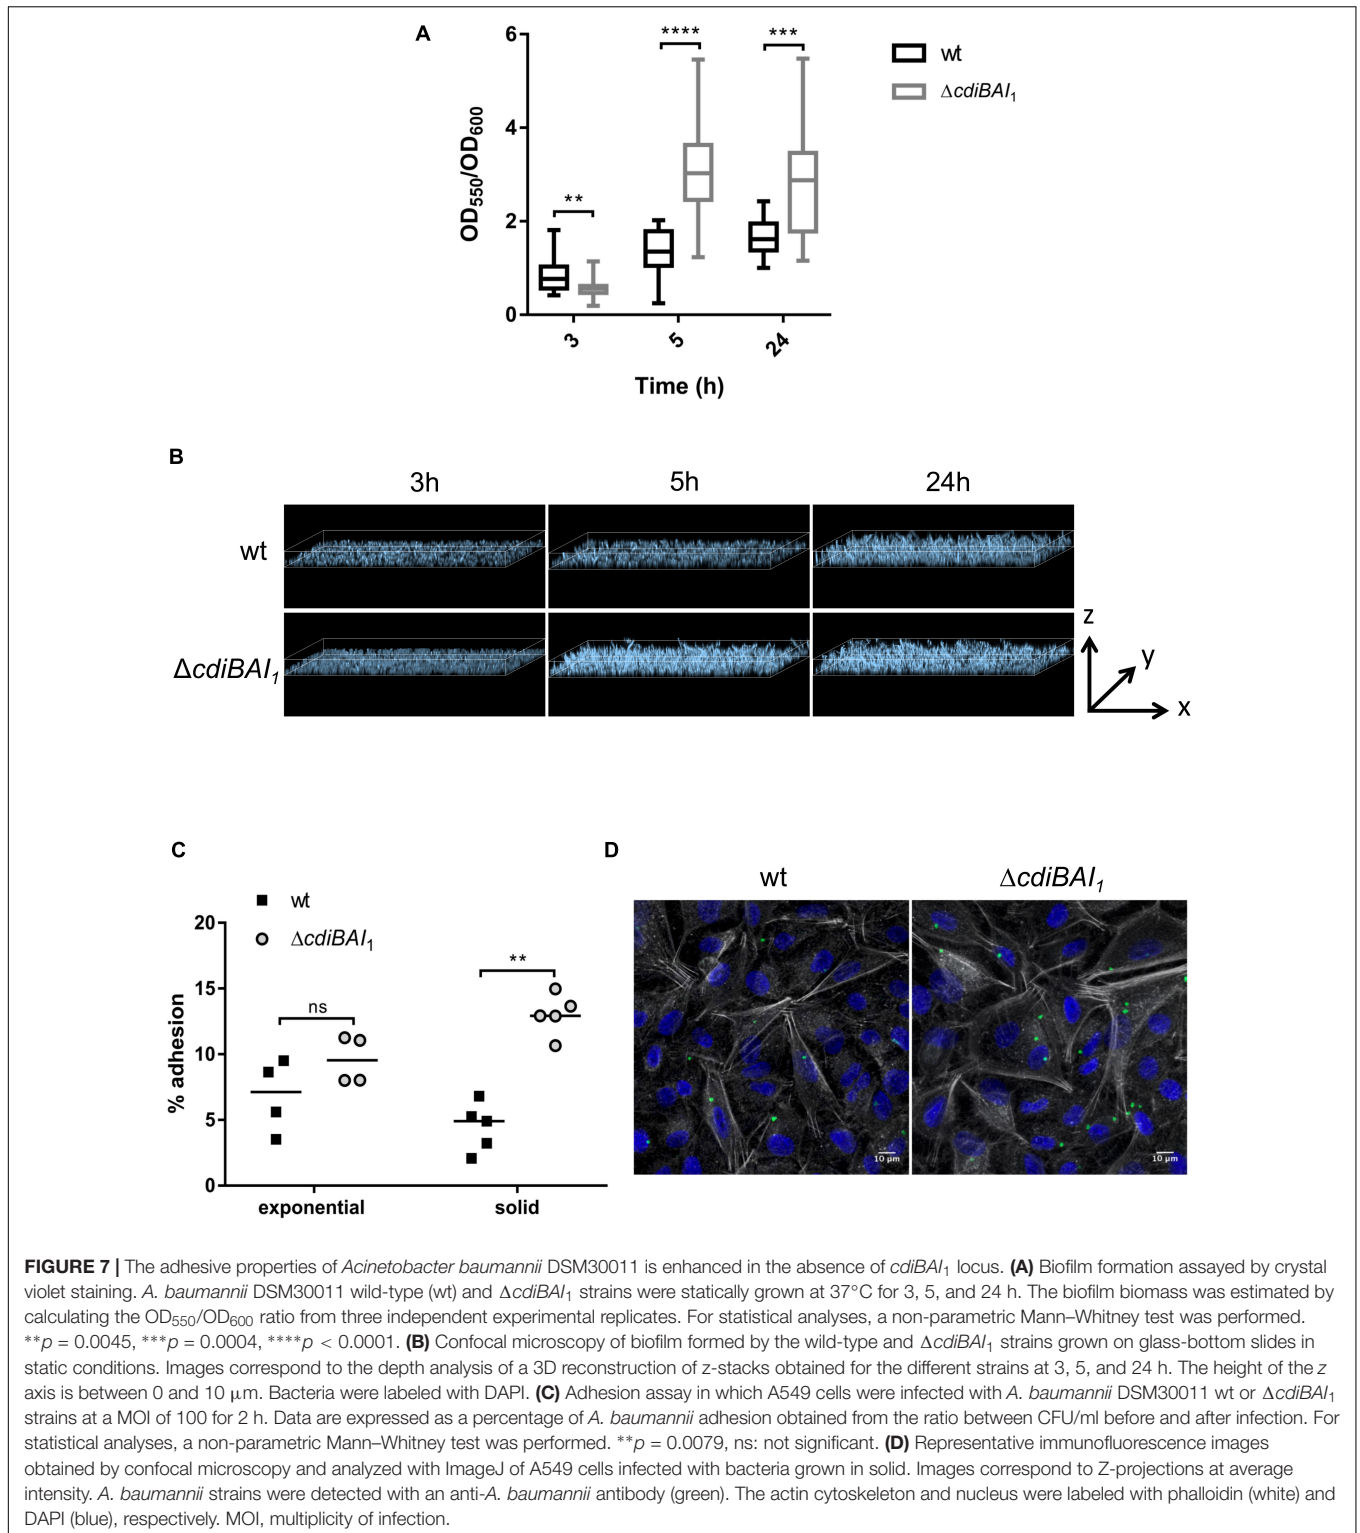 A
6
4
2
0
OD550/OD600
**
****
***
wt
ΔcdiBAI1
3
5
24
Time (h)
B
3h
5h
24h
wt
ΔcdiBAI1
z
y
x
C
wt
ΔcdiBAI1
20
15
10
5
0
% adhesion
ns
**
exponential
solid
D
wt
ΔcdiBAI1
10 µm
10 µm
FIGURE 7 | The adhesive properties of Acinetobacter baumannii DSM30011 is enhanced in the absence of cdiBAI1 locus. (A) Biofilm formation assayed by crystal
violet staining. A. baumannii DSM30011 wild-type (wt) and ΔcdiBAI1 strains were statically grown at 37°C for 3, 5, and 24 h. The biofilm biomass was estimated by
calculating the OD550/OD600 ratio from three independent experimental replicates. For statistical analyses, a non-parametric Mann–Whitney test was performed.
**p = 0.0045, ***p = 0.0004, ****p < 0.0001. (B) Confocal microscopy of biofilm formed by the wild-type and ΔcdiBAI1 strains grown on glass-bottom slides in
static conditions. Images correspond to the depth analysis of a 3D reconstruction of z-stacks obtained for the different strains at 3, 5, and 24 h. The height of the z
axis is between 0 and 10 µm. Bacteria were labeled with DAPI. (C) Adhesion assay in which A549 cells were infected with A. baumannii DSM30011 wt or ΔcdiBAI1
strains at a MOI of 100 for 2 h. Data are expressed as a percentage of A. baumannii adhesion obtained from the ratio between CFU/ml before and after infection. For
statistical analyses, a non-parametric Mann–Whitney test was performed. **p = 0.0079, ns: not significant. (D) Representative immunofluorescence images
obtained by confocal microscopy and analyzed with ImageJ of A549 cells infected with bacteria grown in solid. Images correspond to Z-projections at average
intensity. A. baumannii strains were detected with an anti-A. baumannii antibody (green). The actin cytoskeleton and nucleus were labeled with phalloidin (white) and
DAPI (blue), respectively. MOI, multiplicity of infection.